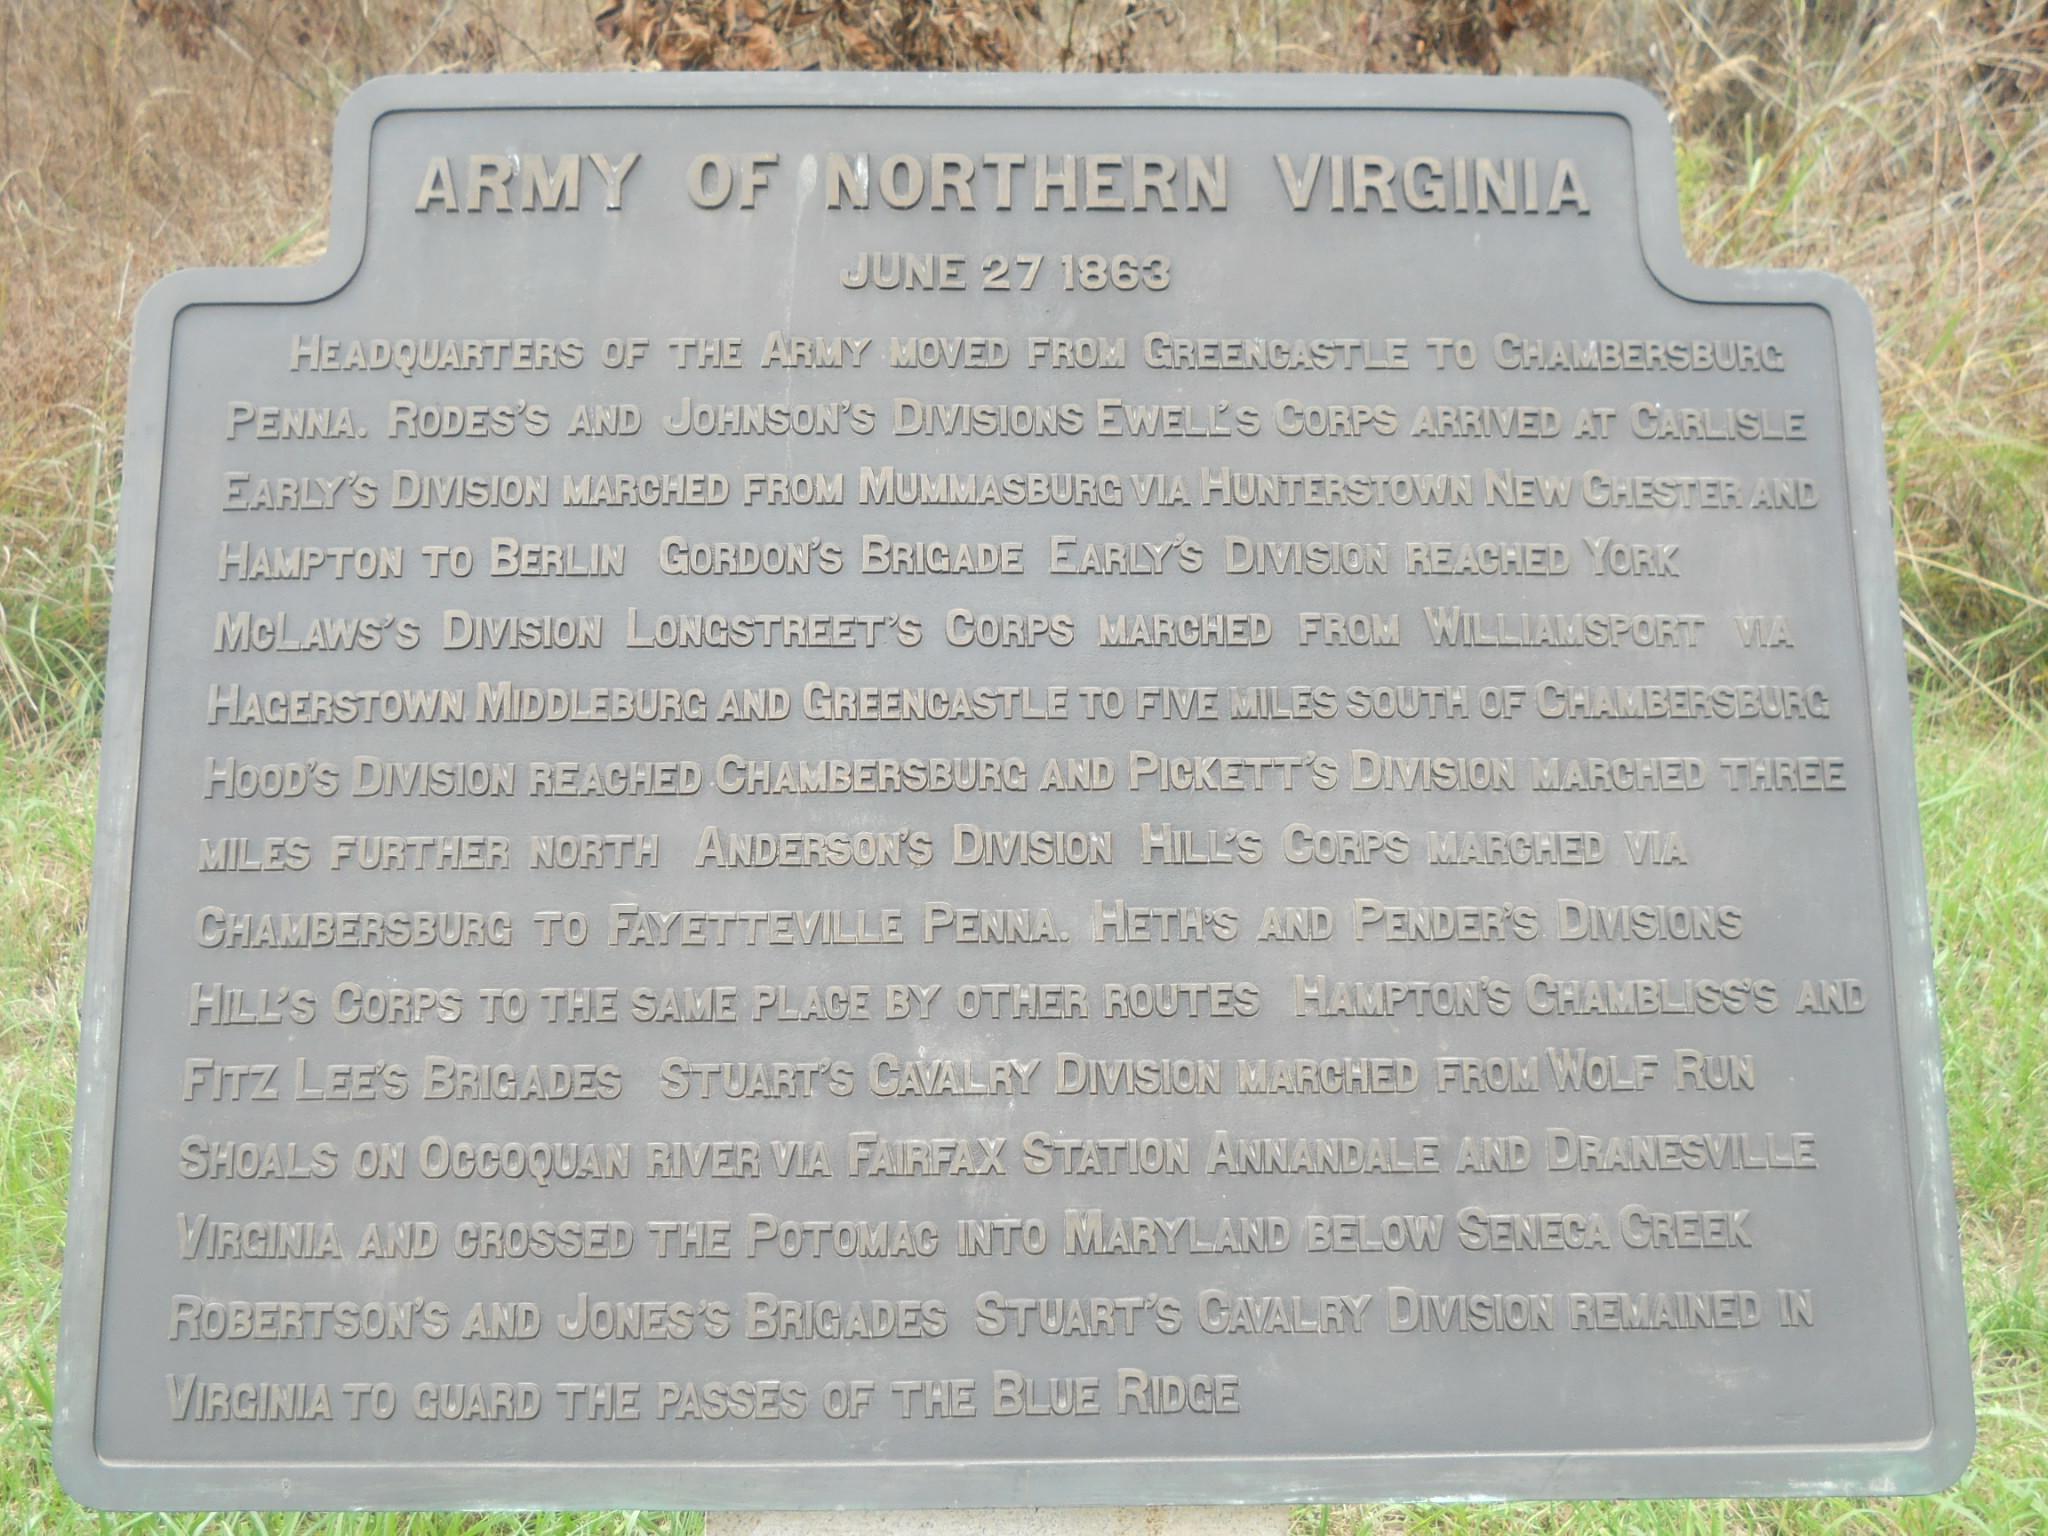 ARMY OF NORTHERN VIRGINIA
JUNE 27 1863
HEADQUARTERS OF THE ARMY MOVED FROM GREENCASTLE TO CHAMBERSBURG
PENNA. RODES'S AND JOHNSON'S DIVISIONS EWELL'S CORPS ARRIVED AT CARLISLE
EARLY'S DIVISION MARCHED FROM MUMMASBURG VIA HUNTERSTOWN NEW CHESTER AND
HAMPTON TO BERLIN GORDON'S BRIGADE EARLY'S DIVISION REACHED YORK
MCLAWS'S DIVISION LONGSTREET'S CORPS MARCHED FROM WILLIAMSPORT VIA
HAGERSTOWN MIDDLEBURG AND GREENCASTLE TO FIVE MILES SOUTH OF CHAMBERSBURG
HOOD'S DIVISION REACHED CHAMBERSBURG AND PICKETT'S DIVISION MARCHED THREE
MILES FURTHER NORTH ANDERSON'S DIVISION HILL'S CORPS MARCHED VIA
CHAMBERSBURG TO FAYETTEVILLE PENNA. HETH'S AND PENDER'S DIVISIONS
HILL'S CORPS TO THE SAME PLACE BY OTHER ROUTES HAMPTON'S CHAMBLISS'S AND
FITZ LEE'S BRIGADES STUART'S CAVALRY DIVISION MARCHED FROM WOLF RUN
SHOALS ON OCCOQUAN RIVER VIA FAIRFAX STATION ANNANDALE AND DRANESVILLE
VIRGINIA AND CROSSED THE POTOMAC INTO MARYLAND BELOW SENECA CREEK
ROBERTSON'S AND JONES'S BRIGADES STUART'S CAVALRY DIVISION REMAINED IN
VIRGINIA TO GUARD THE PASSES OF THE BLUE RIDGE